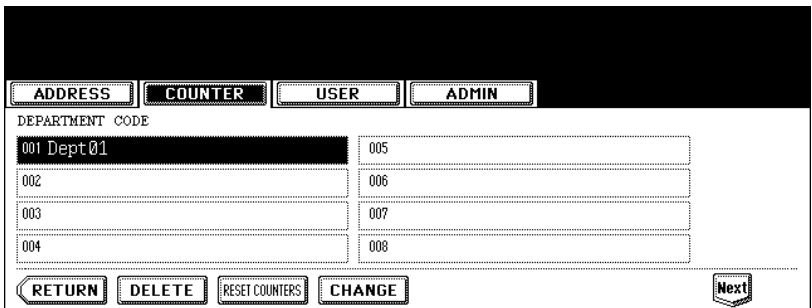 ADDRESS COUNTER USER ADMIN
DEPARTMENT CODE
001 Dept01 005
002 006
003 007
004 008
RETURN DELETE RESET COUNTERS CHANGE Next